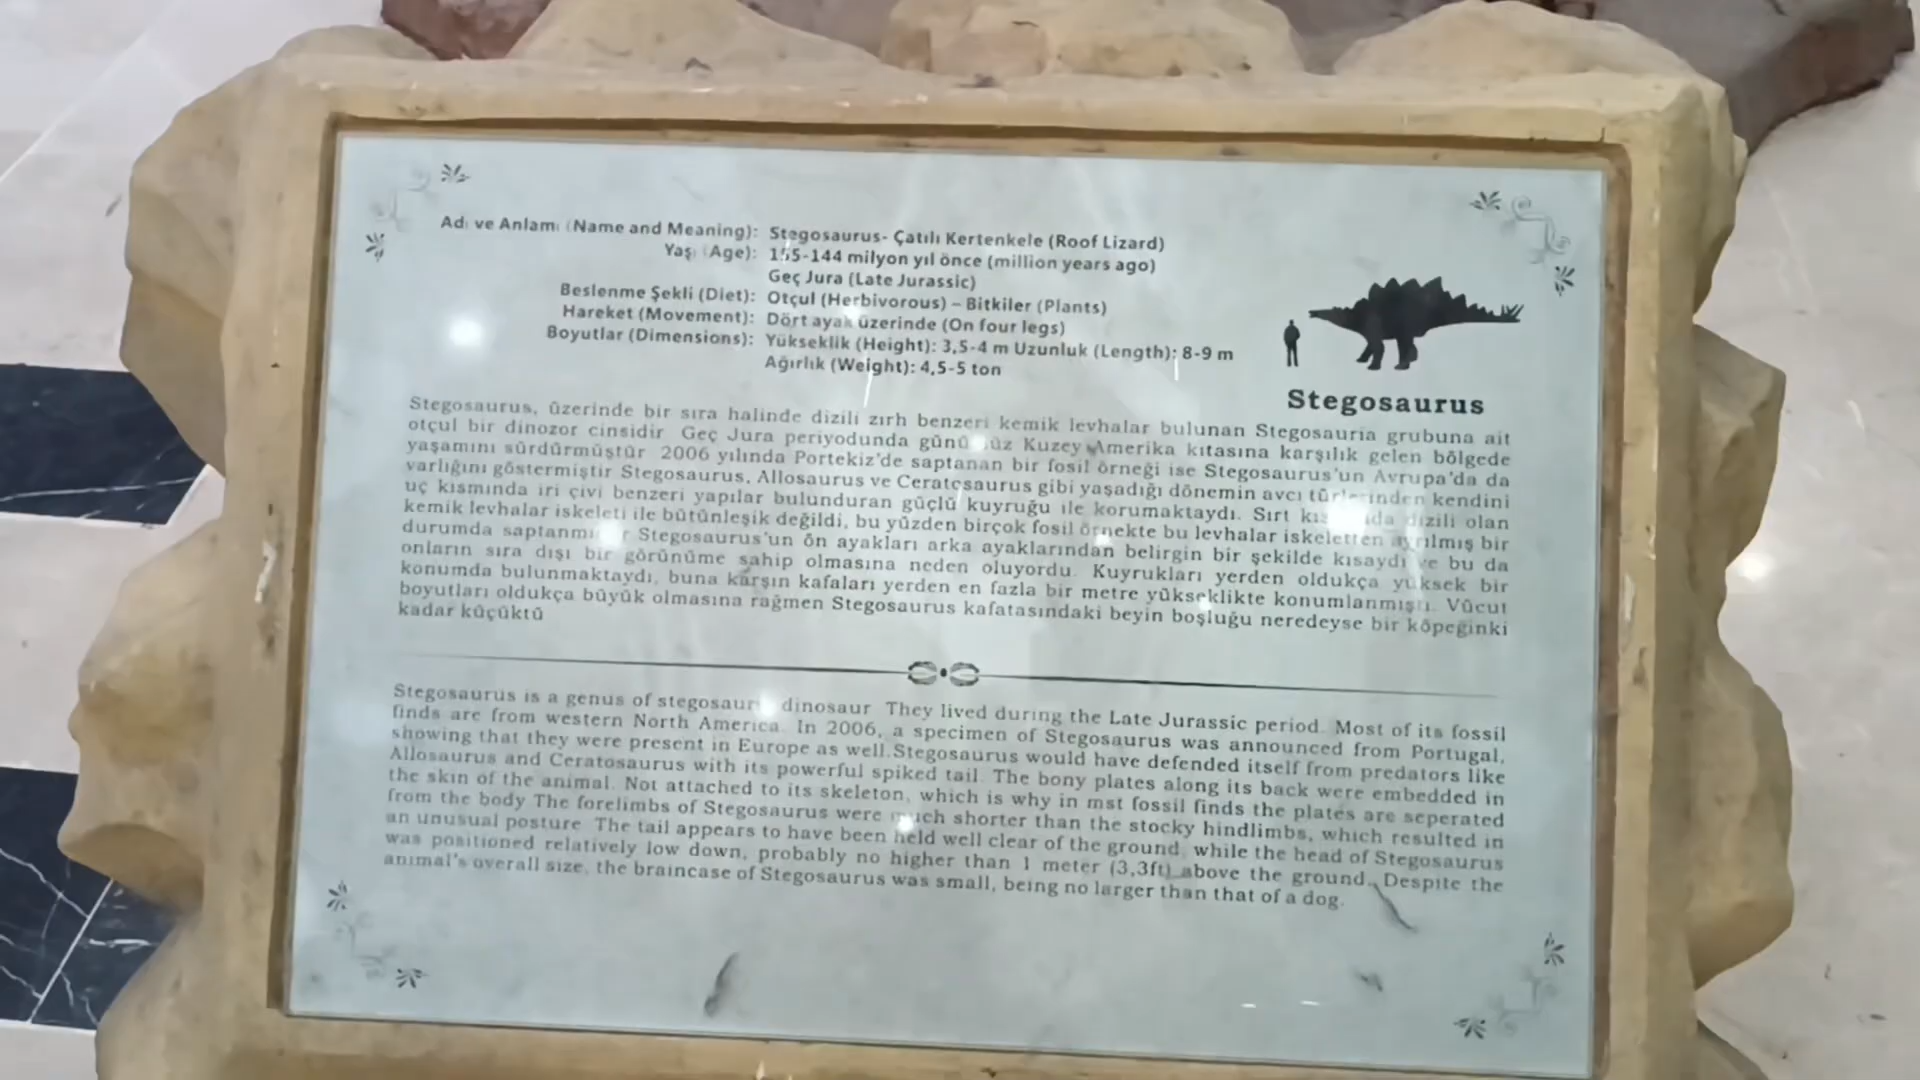 Adı ve Anlamı (Name and Meaning): Stegosaurus- Çatılı Kertenkele (Roof Lizard)
Yaşı (Age): 155-144 milyon yıl önce (million years ago)
Geç Jura (Late Jurassic)
Beslenme Şekli (Diet): Otçul (Herbivorous) – Bitkiler (Plants)
Hareket (Movement): Dört ayak üzerinde (On four legs)
Boyutlar (Dimensions): Yükseklik (Height): 3,5-4 m Uzunluk (Length): 8-9 m
Ağırlık (Weight): 4,5-5 ton
Stegosaurus
Stegosaurus, üzerinde bir sıra halinde dizili zırh benzeri kemik levhalar bulunan Stegosauria grubuna ait
otçul bir dinozor cinsidir Geç Jura periyodunda Kuzey Amerika kıtasına karşılık gelen bölgede
yaşamını sürdürmüştür 2006 yılında Portekiz'de saptanan bir fosil örneği ise Stegosaurus'un Avrupa'da da
varlığını göstermiştir Stegosaurus, Allosaurus ve Ceratosaurus gibi yaşadığı dönemin avcı türlerinden kendini
uç kısmında iri çivi benzeri yapılar bulunduran güçlü kuyruğu ile korumaktaydı. Sırt dizili olan
kemik levhalar iskeleti ile bütünleşik değildi, bu yüzden birçok fosil örnekte bu levhalar iskeletten ayrılmış bir
durumda Stegosaurus'un ön ayakları arka ayaklarından belirgin bir şekilde kısaydı ve bu da
onların sıra dışı bir görünüme sahip olmasına neden oluyordu. Kuyrukları yerden oldukça yüksek bir
konumda bulunmaktaydı, buna karşın kafaları yerden en fazla bir metre yükseklikte konumlanmıştı. Vücut
boyutları oldukça büyük olmasına rağmen Stegosaurus kafatasındaki beyin boşluğu neredeyse bir köpeğinki
kadar küçüktü
Stegosaurus is a genus of dinosaur They lived during the Late Jurassic period. Most of its fossil
finds are from western North America. In 2006, a specimen of Stegosaurus was announced from Portugal,
showing that they were present in Europe as well.Stegosaurus would have defended itself from predators like
Allosaurus and Ceratosaurus with its powerful spiked tail. The bony plates along its back were embedded in
the skin of the animal. Not attached to its skeleton, which is why in mst fossil finds the plates are seperated
from the body The forelimbs of Stegosaurus were much shorter than the stocky hindlimbs, which resulted in
an unusual posture. The tail appears to have been held well clear of the ground, while the head of Stegosaurus
was positioned relatively low down, probably no higher than 1 meter (3,3ft) above the ground. Despite the
animal's overall size, the braincase of Stegosaurus was small, being no larger than that of a dog.